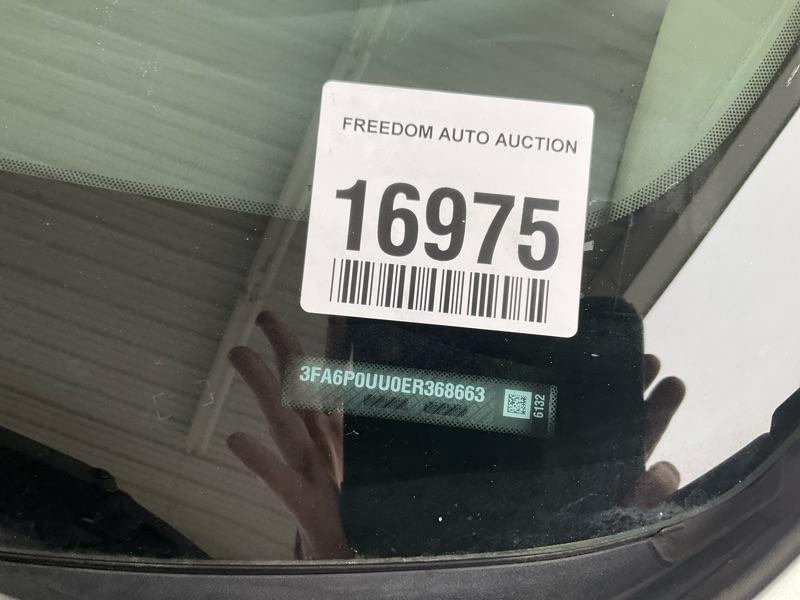 FREEDOM AUTO AUCTION
16975
3FA6P0UU0ER368663
6132